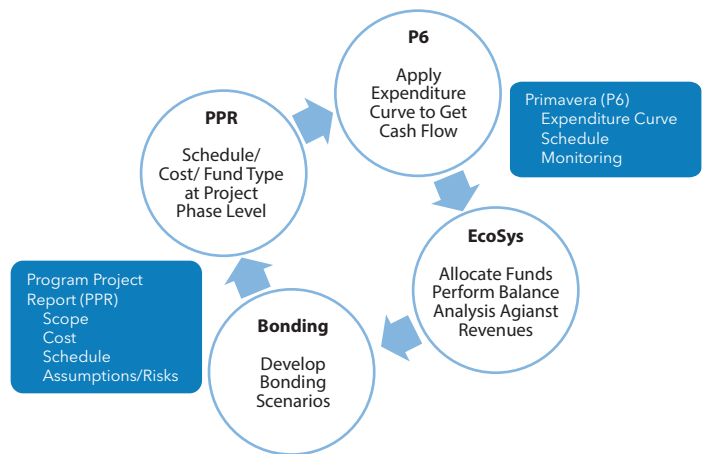 P6
Apply
Expenditure
Curve to Get
Cash Flow
Primavera (P6)
Expenditure Curve
Schedule
Monitoring
PPR
Schedule/
Cost/ Fund Type
at Project
Phase Level
EcoSys
Allocate Funds
Perform Balance
Analysis Agianst
Revenues
Program Project
Report (PPR)
Scope
Cost
Schedule
Assumptions/Risks
Bonding
Develop
Bonding
Scenarios